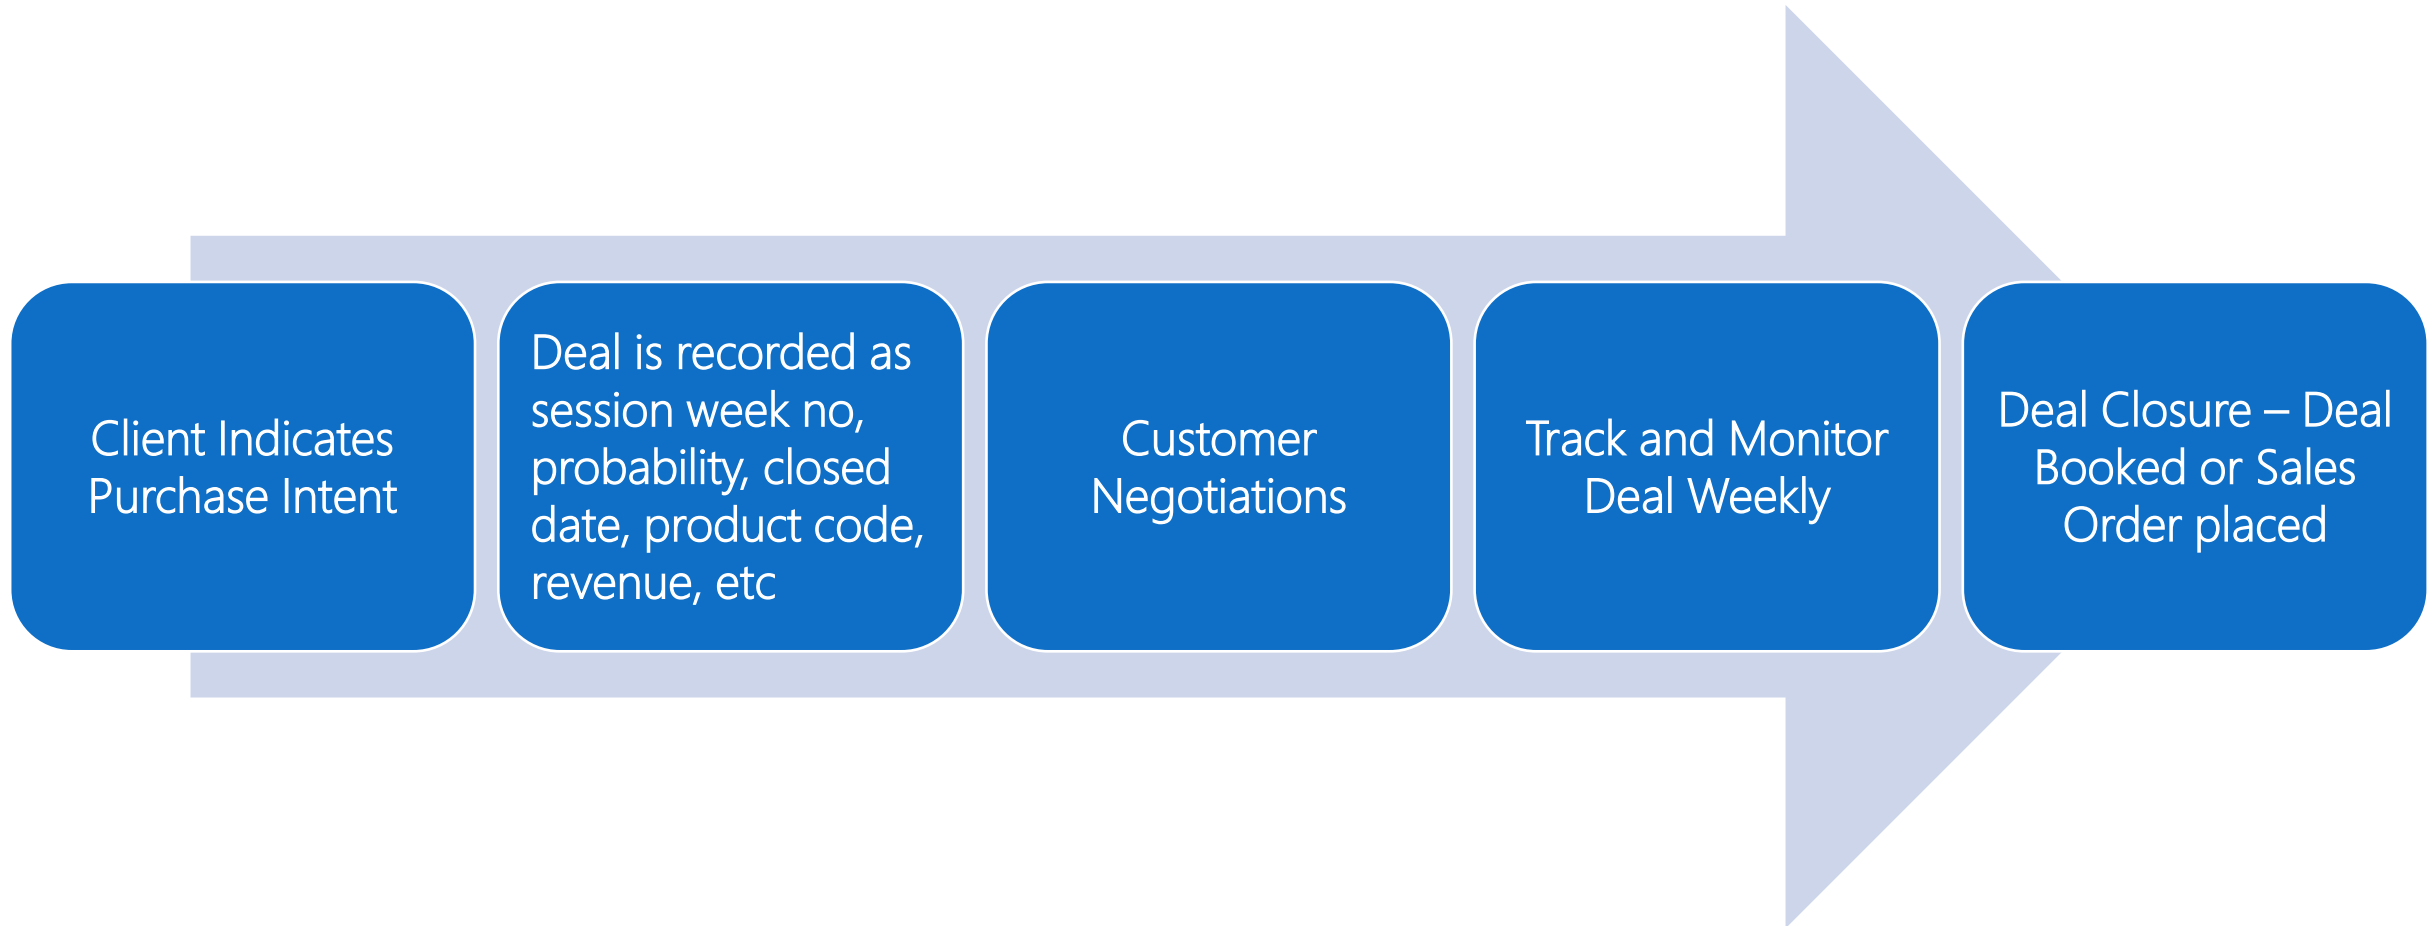 Client Indicates
Purchase Intent
Deal is recorded as
session week no,
probability, closed
date, product code,
revenue, etc
Customer
Negotiations
Track and Monitor
Deal Weekly
Deal Closure – Deal
Booked or Sales
Order placed